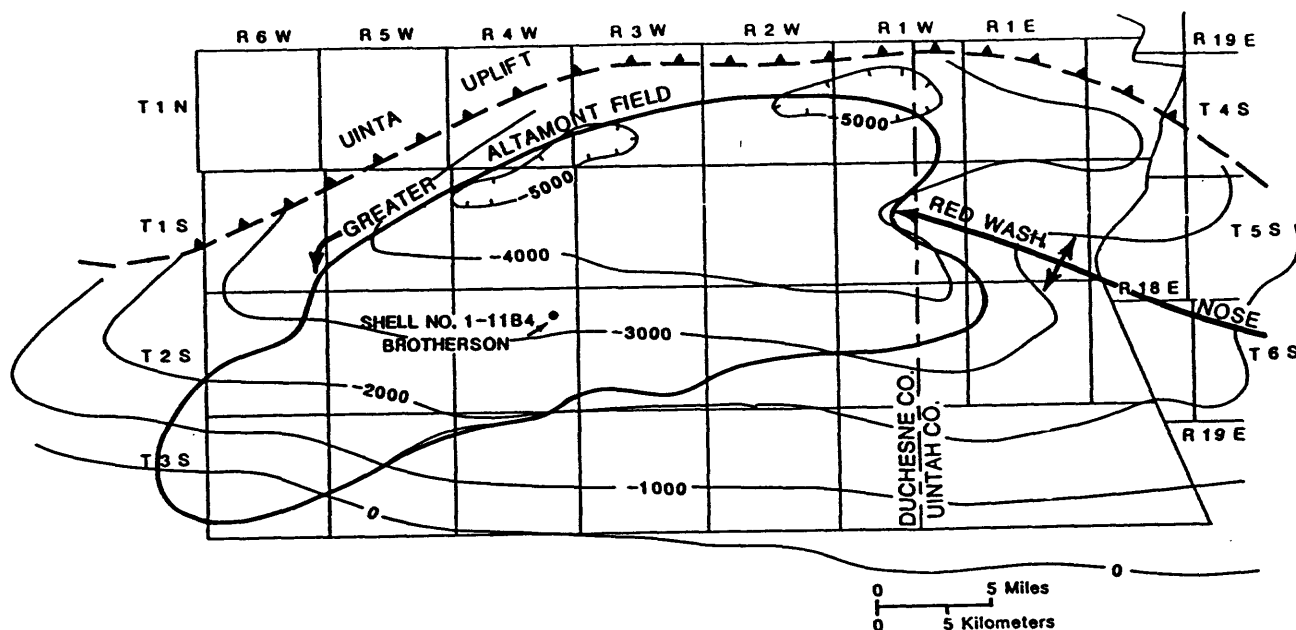 R 6 W
R 5 W
R 4 W
R 3 W
R 2 W
R 1 W
R 1 E
R 19 E
T 1 N
UINTA UPLIFT
GREATER ALTAMONT FIELD
-5000
-5000
T 4 S
T 1 S
RED WASH
NOSE
T 5 S
-4000
R 18 E
SHELL NO. 1-11B4
BROTHERSON
-3000
T 2 S
T 6 S
-2000
DUCHESNE CO.
UINTAH CO.
R 19 E
T 3 S
-1000
0
0
0 5 Miles
0 5 Kilometers